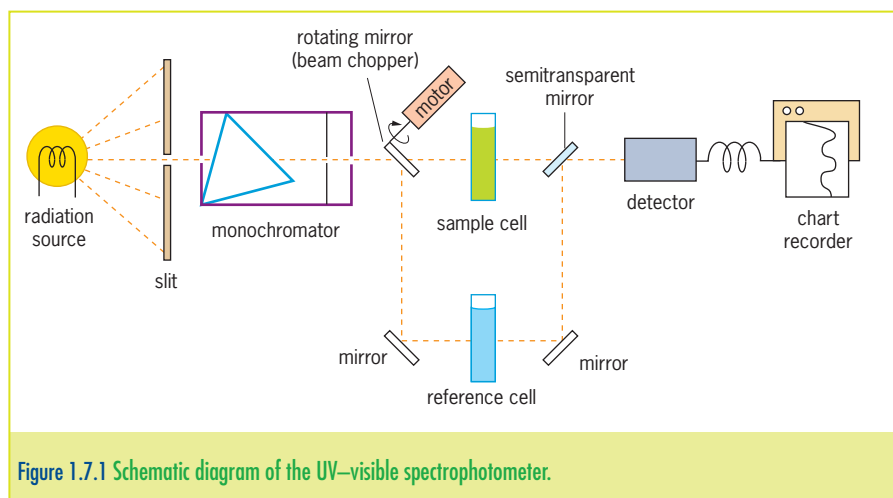 rotating mirror
(beam chopper)
motor
semitransparent
mirror
radiation
source
slit
monochromator
sample cell
detector
chart
recorder
mirror
reference cell
mirror
Figure 1.7.1 Schematic diagram of the UV–visible spectrophotometer.